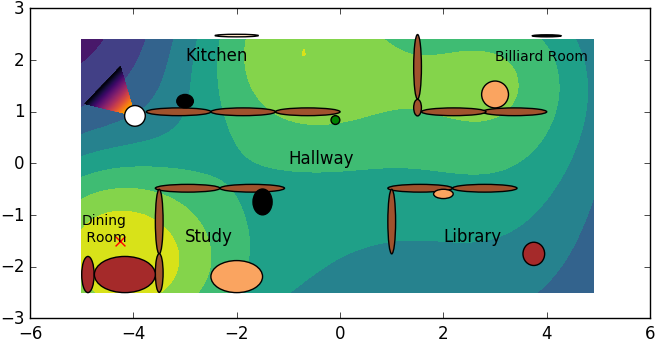 3
2
1
0
−1
−2
−3
−6
−4
−2
0
2
4
6
Kitchen
Billiard Room
Hallway
Dining
Room
Study
Library